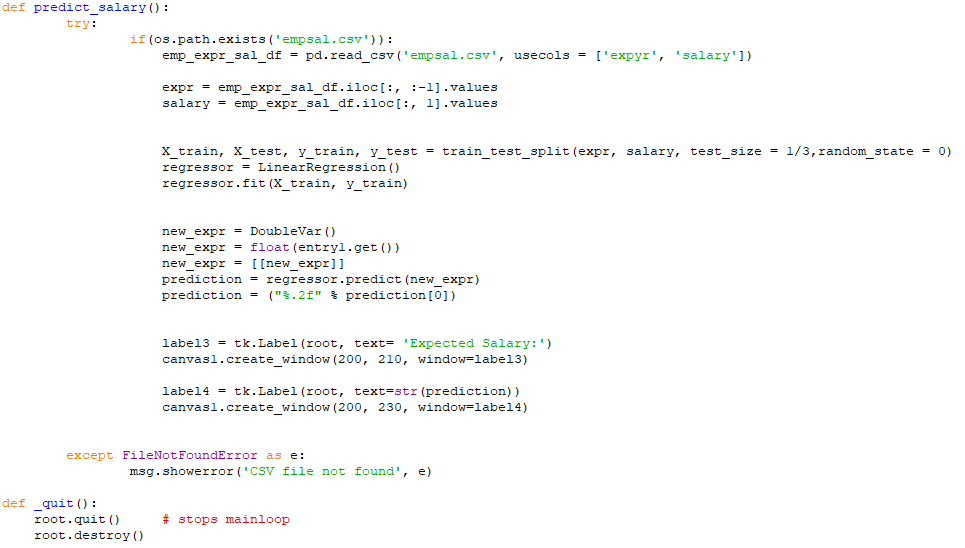 def predict_salary():
try:
if(os.path.exists('empsal.csv')):
emp_expr_sal_df = pd.read_csv('empsal.csv', usecols = ['expyr', 'salary'])
expr = emp_expr_sal_df.iloc[:, :-1].values
salary = emp_expr_sal_df.iloc[:, 1].values
X_train, X_test, y_train, y_test = train_test_split(expr, salary, test_size = 1/3,random_state = 0)
regressor = LinearRegression()
regressor.fit(X_train, y_train)
new_expr = DoubleVar()
new_expr = float(entry1.get())
new_expr = [[new_expr]]
prediction = regressor.predict(new_expr)
prediction = ("%.2f" % prediction[0])
label3 = tk.Label(root, text= 'Expected Salary:')
canvas1.create_window(200, 210, window=label3)
label4 = tk.Label(root, text=str(prediction))
canvas1.create_window(200, 230, window=label4)
except FileNotFoundError as e:
msg.showerror('CSV file not found', e)
def _quit():
root.quit()     # stops mainloop
root.destroy()